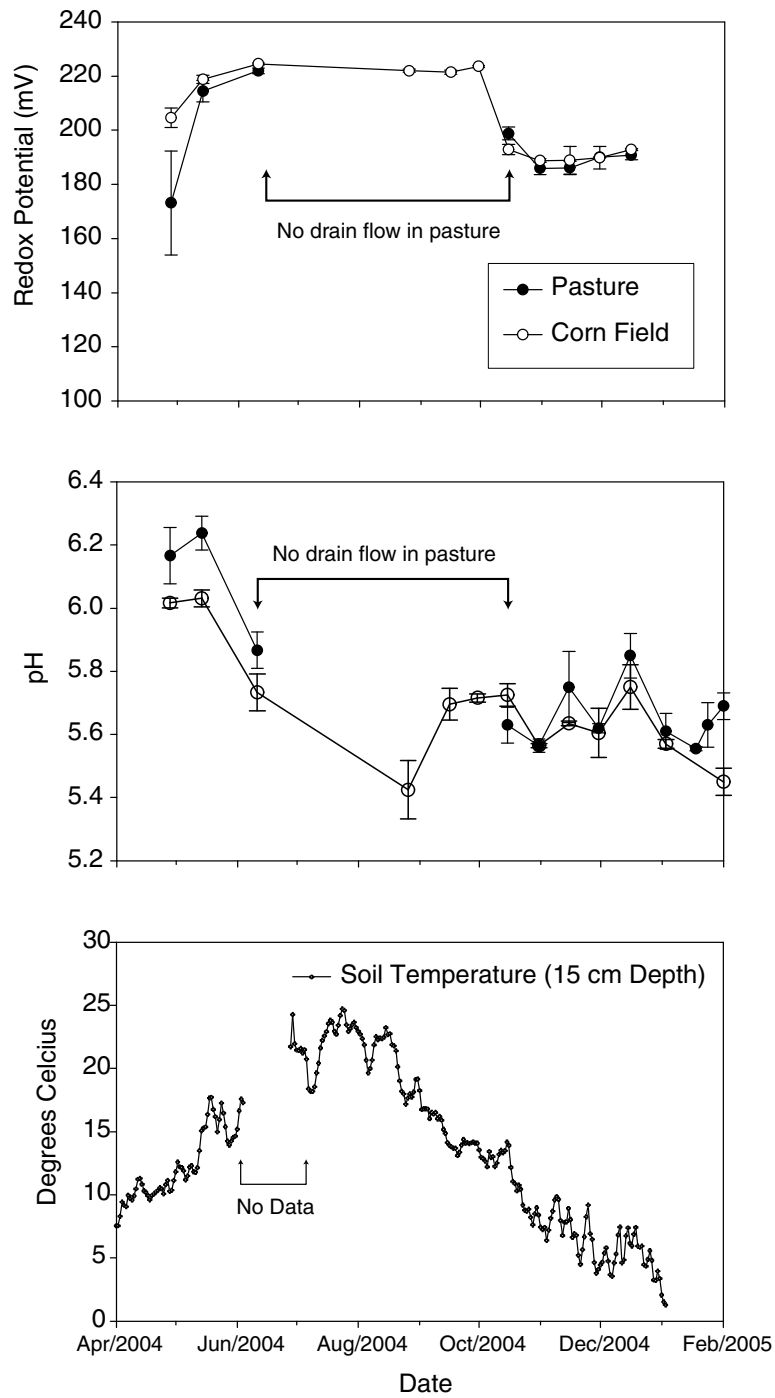 240
220
200
180
160
140
120
100
Redox Potential (mV)
No drain flow in pasture
Pasture
Corn Field
6.4
6.2
6.0
5.8
5.6
5.4
5.2
pH
No drain flow in pasture
30
25
20
15
10
5
0
Degrees Celcius
Soil Temperature (15 cm Depth)
No Data
Apr/2004 Jun/2004 Aug/2004 Oct/2004 Dec/2004 Feb/2005
Date